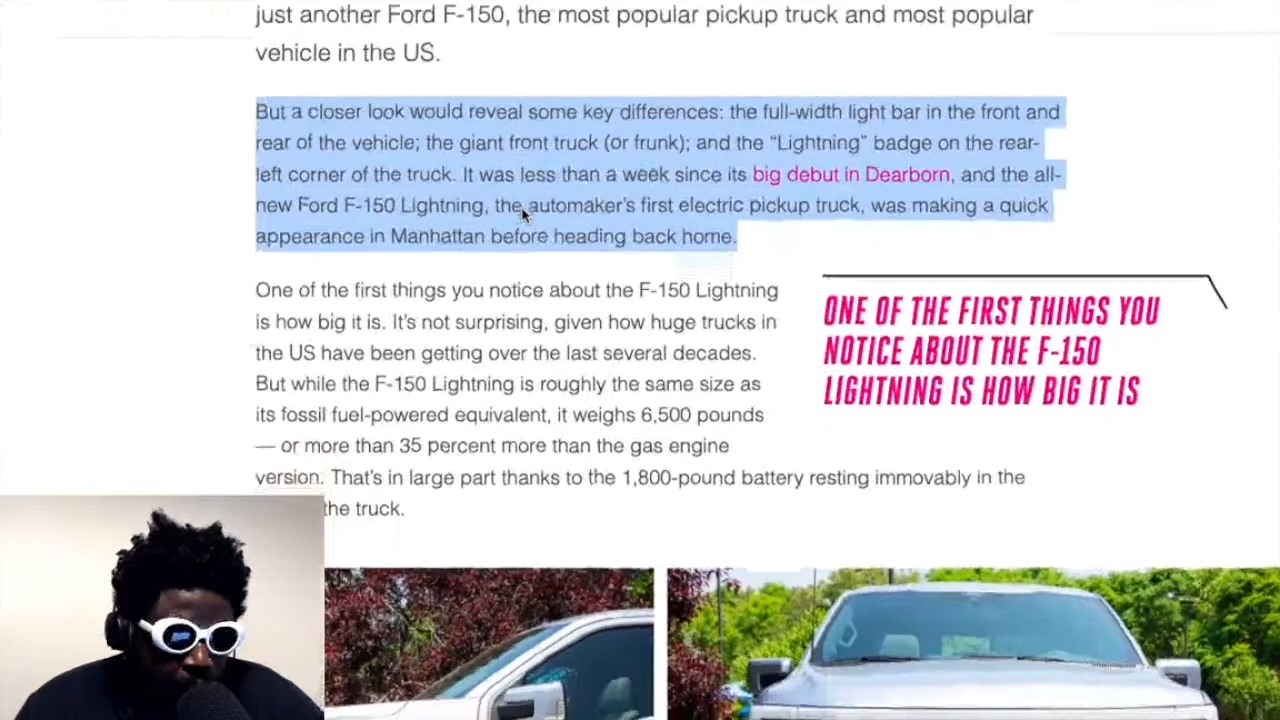 just another Ford F-150, the most popular pickup truck and most popular
vehicle in the US.
But a closer look would reveal some key differences: the full-width light bar in the front and
rear of the vehicle; the giant front truck (or frunk); and the “Lightning” badge on the rear-
left corner of the truck. It was less than a week since its big debut in Dearborn, and the all-
new Ford F-150 Lightning, the automaker’s first electric pickup truck, was making a quick
appearance in Manhattan before heading back home.
One of the first things you notice about the F-150 Lightning
is how big it is. It’s not surprising, given how huge trucks in
the US have been getting over the last several decades.
But while the F-150 Lightning is roughly the same size as
its fossil fuel-powered equivalent, it weighs 6,500 pounds
— or more than 35 percent more than the gas engine
version. That’s in large part thanks to the 1,800-pound battery resting immovably in the
the truck.
ONE OF THE FIRST THINGS YOU
NOTICE ABOUT THE F-150
LIGHTNING IS HOW BIG IT IS